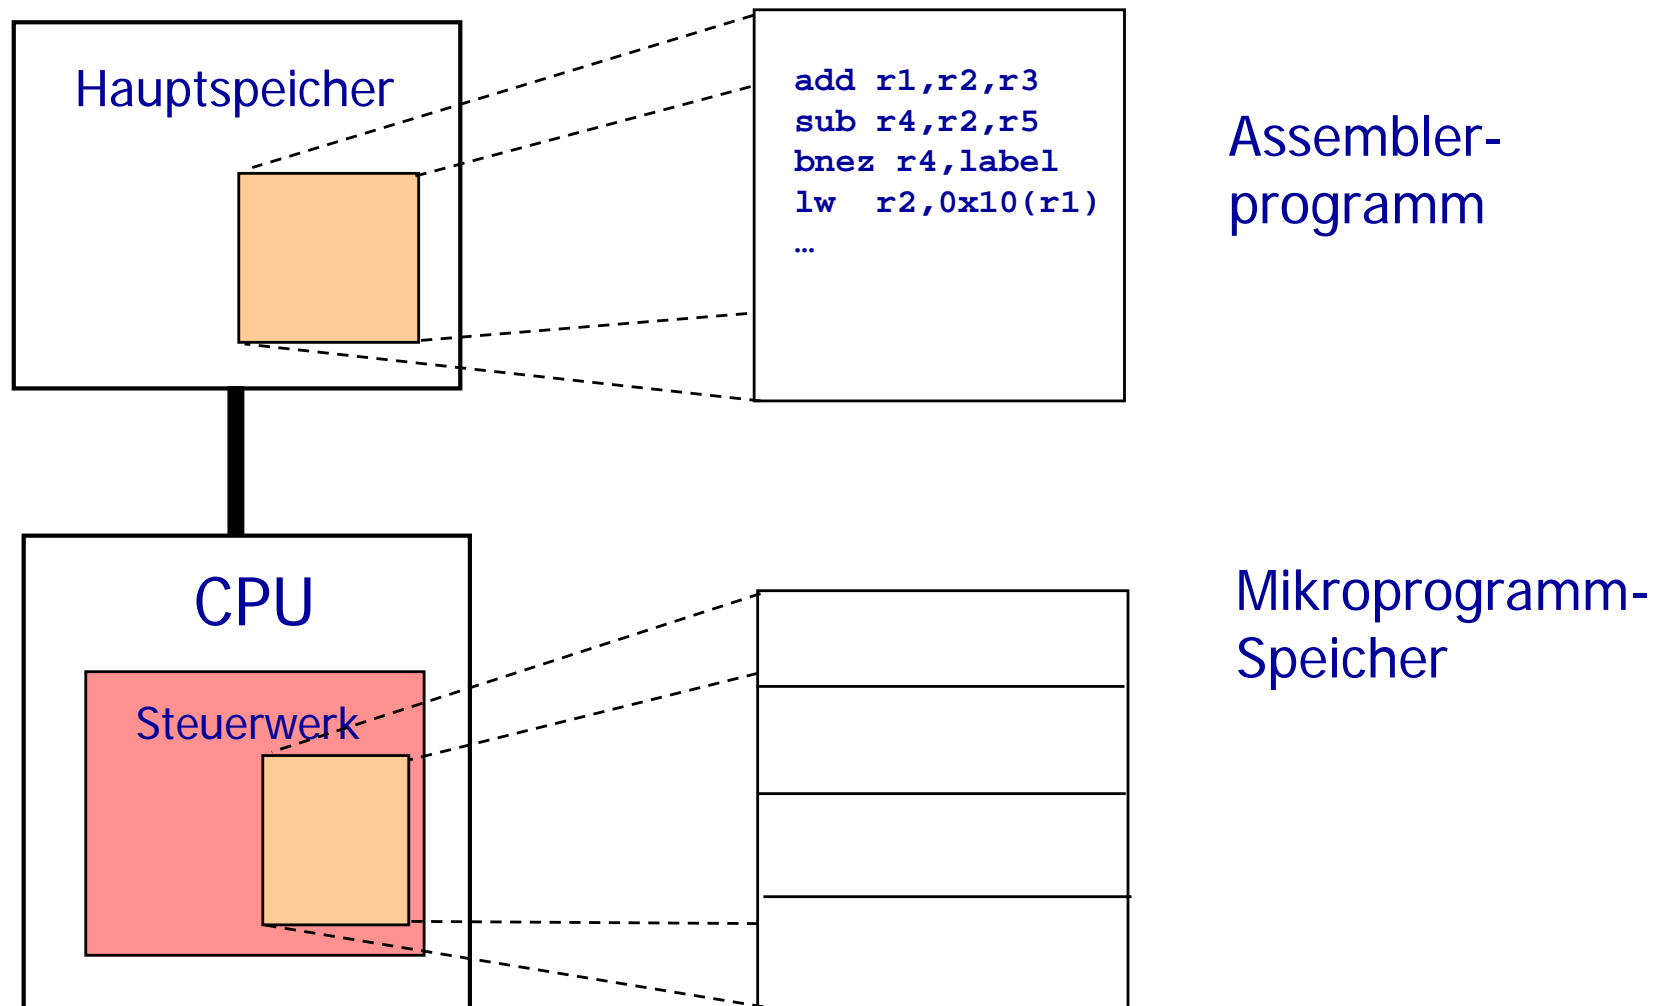 Hauptspeicher
add r1,r2,r3
sub r4,r2,r5
bnez r4,label
lw  r2,0x10(r1)
…
Assembler-
programm
CPU
Steuerwerk
Mikroprogramm-
Speicher